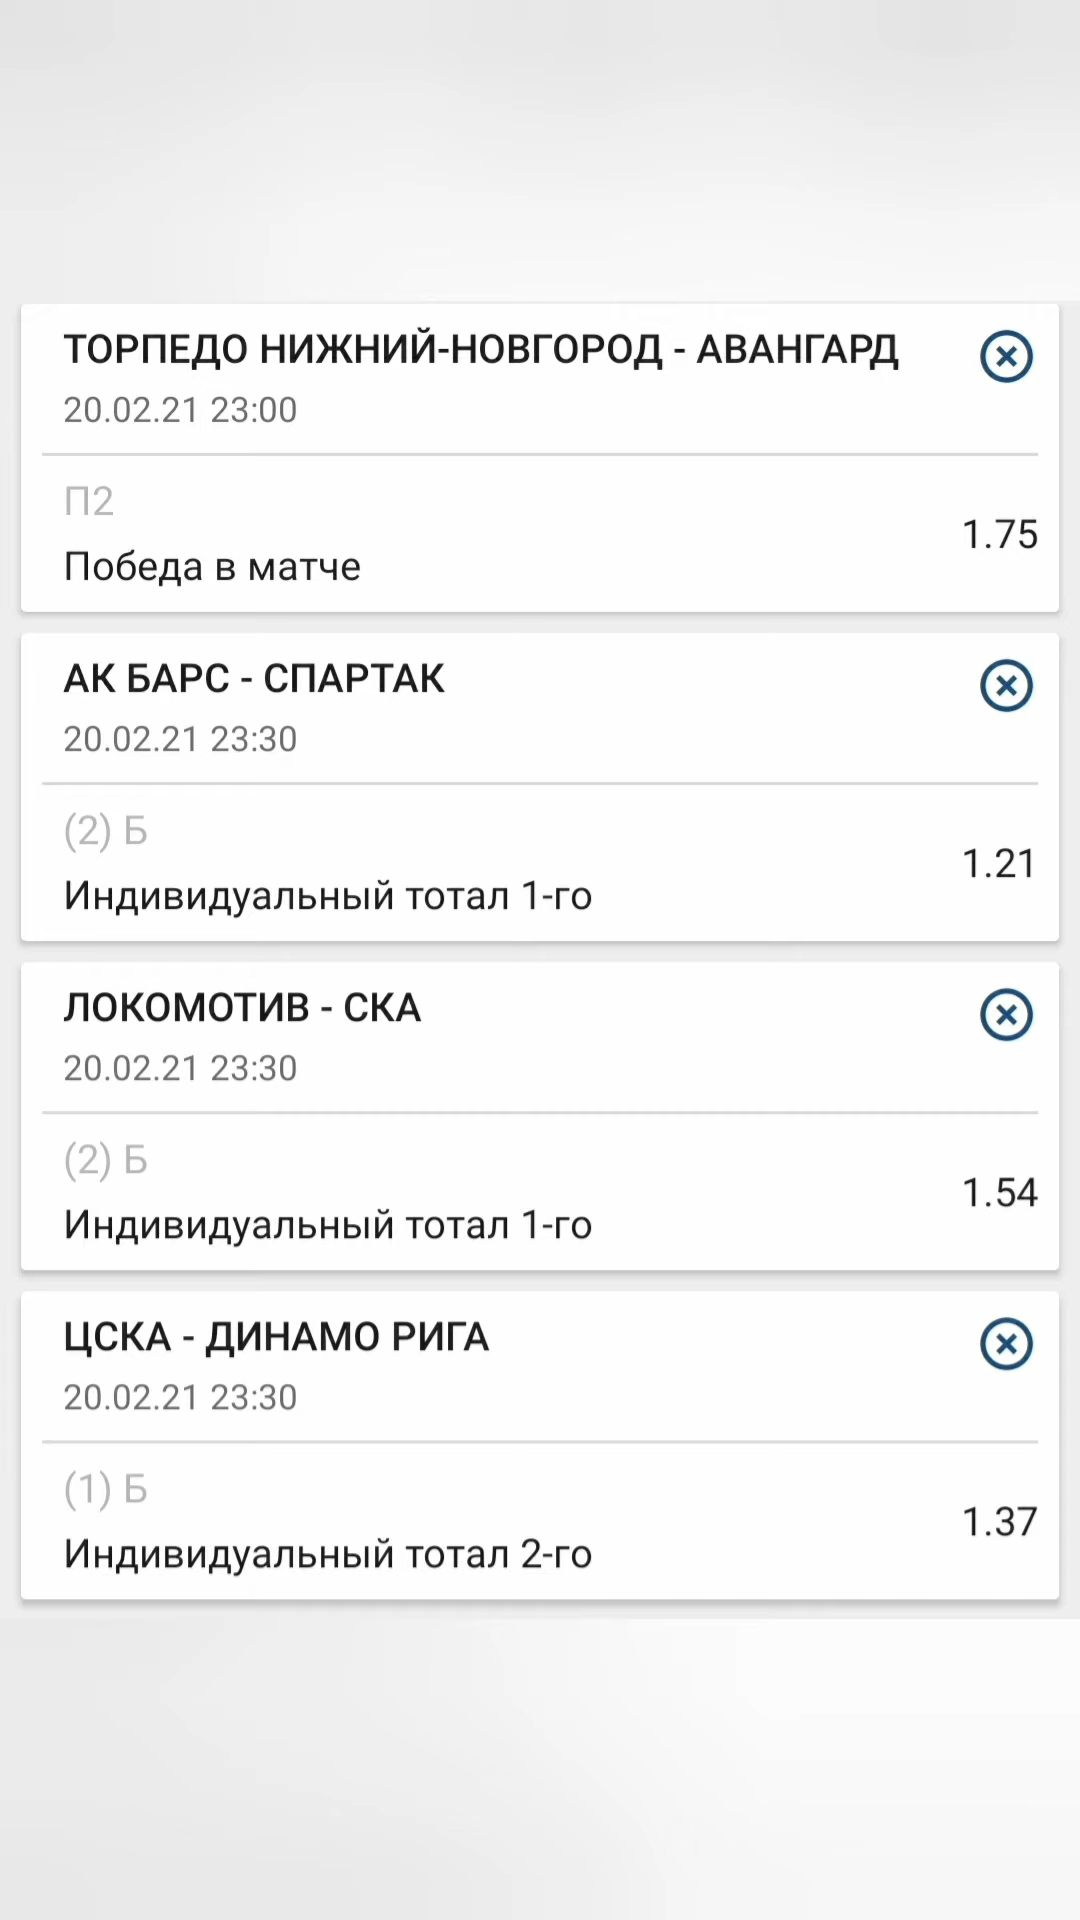 ТОРПЕДО НИЖНИЙ-НОВГОРОД - АВАНГАРД
20.02.21 23:00
П2
1.75
Победа в матче
АК БАРС - СПАРТАК
20.02.21 23:30
(2) Б
1.21
Индивидуальный тотал 1-го
ЛОКОМОТИВ - СКА
20.02.21 23:30
(2) Б
1.54
Индивидуальный тотал 1-го
ЦСКА - ДИНАМО РИГА
20.02.21 23:30
(1) Б
1.37
Индивидуальный тотал 2-го